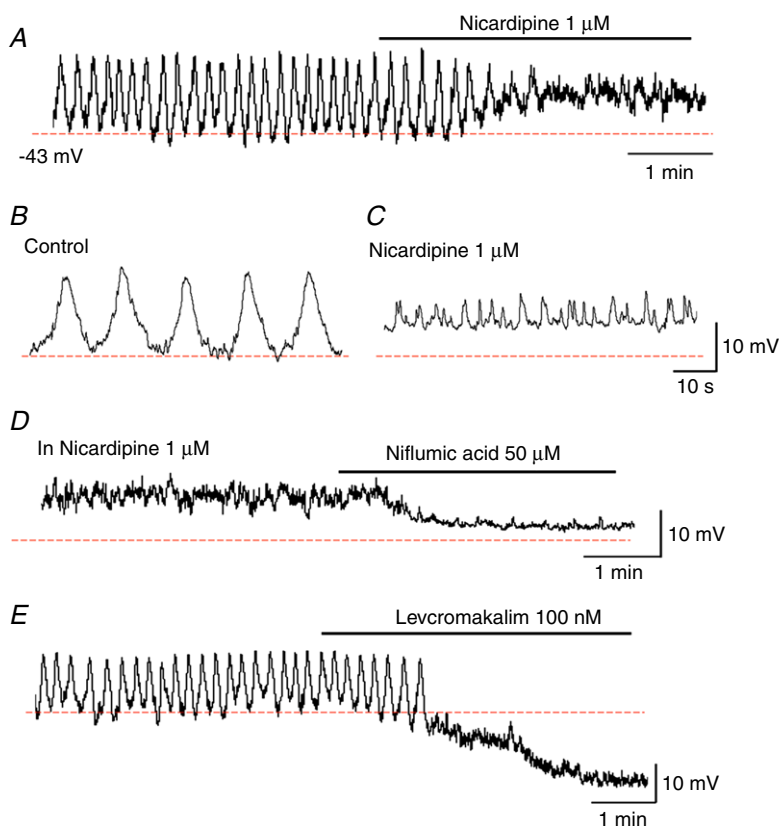 A
Nicardipine 1 μM
-43 mV
1 min
B
Control
C
Nicardipine 1 μM
10 mV
10 s
D
In Nicardipine 1 μM
Niflumic acid 50 μM
10 mV
1 min
E
Levcromakalim 100 nM
10 mV
1 min